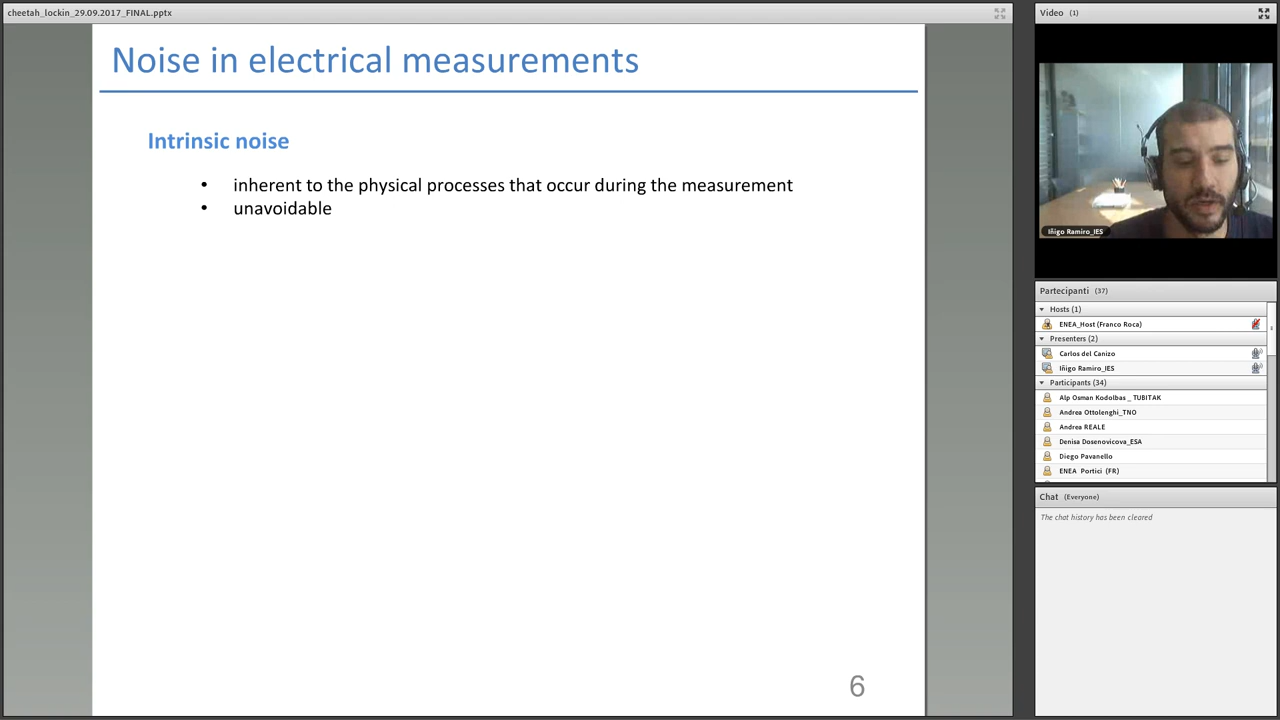 cheetah_lockin_29.09.2017_FINAL.pptx
Noise in electrical measurements
Intrinsic noise
• inherent to the physical processes that occur during the measurement
• unavoidable
6
Video (1)
Iñigo Ramiro_IES
Partecipanti (37)
Hosts (1)
ENEA_Host (Franco Roca)
Presenters (2)
Carlos del Canizo
Iñigo Ramiro_IES
Participants (34)
Alp Osman Kodolbas _ TUBITAK
Andrea Ottolenghi_TNO
Andrea REALE
Denisa Dosenovicova_ESA
Diego Pavanello
ENEA Portici (FR)
Chat (Everyone)
The chat history has been cleared